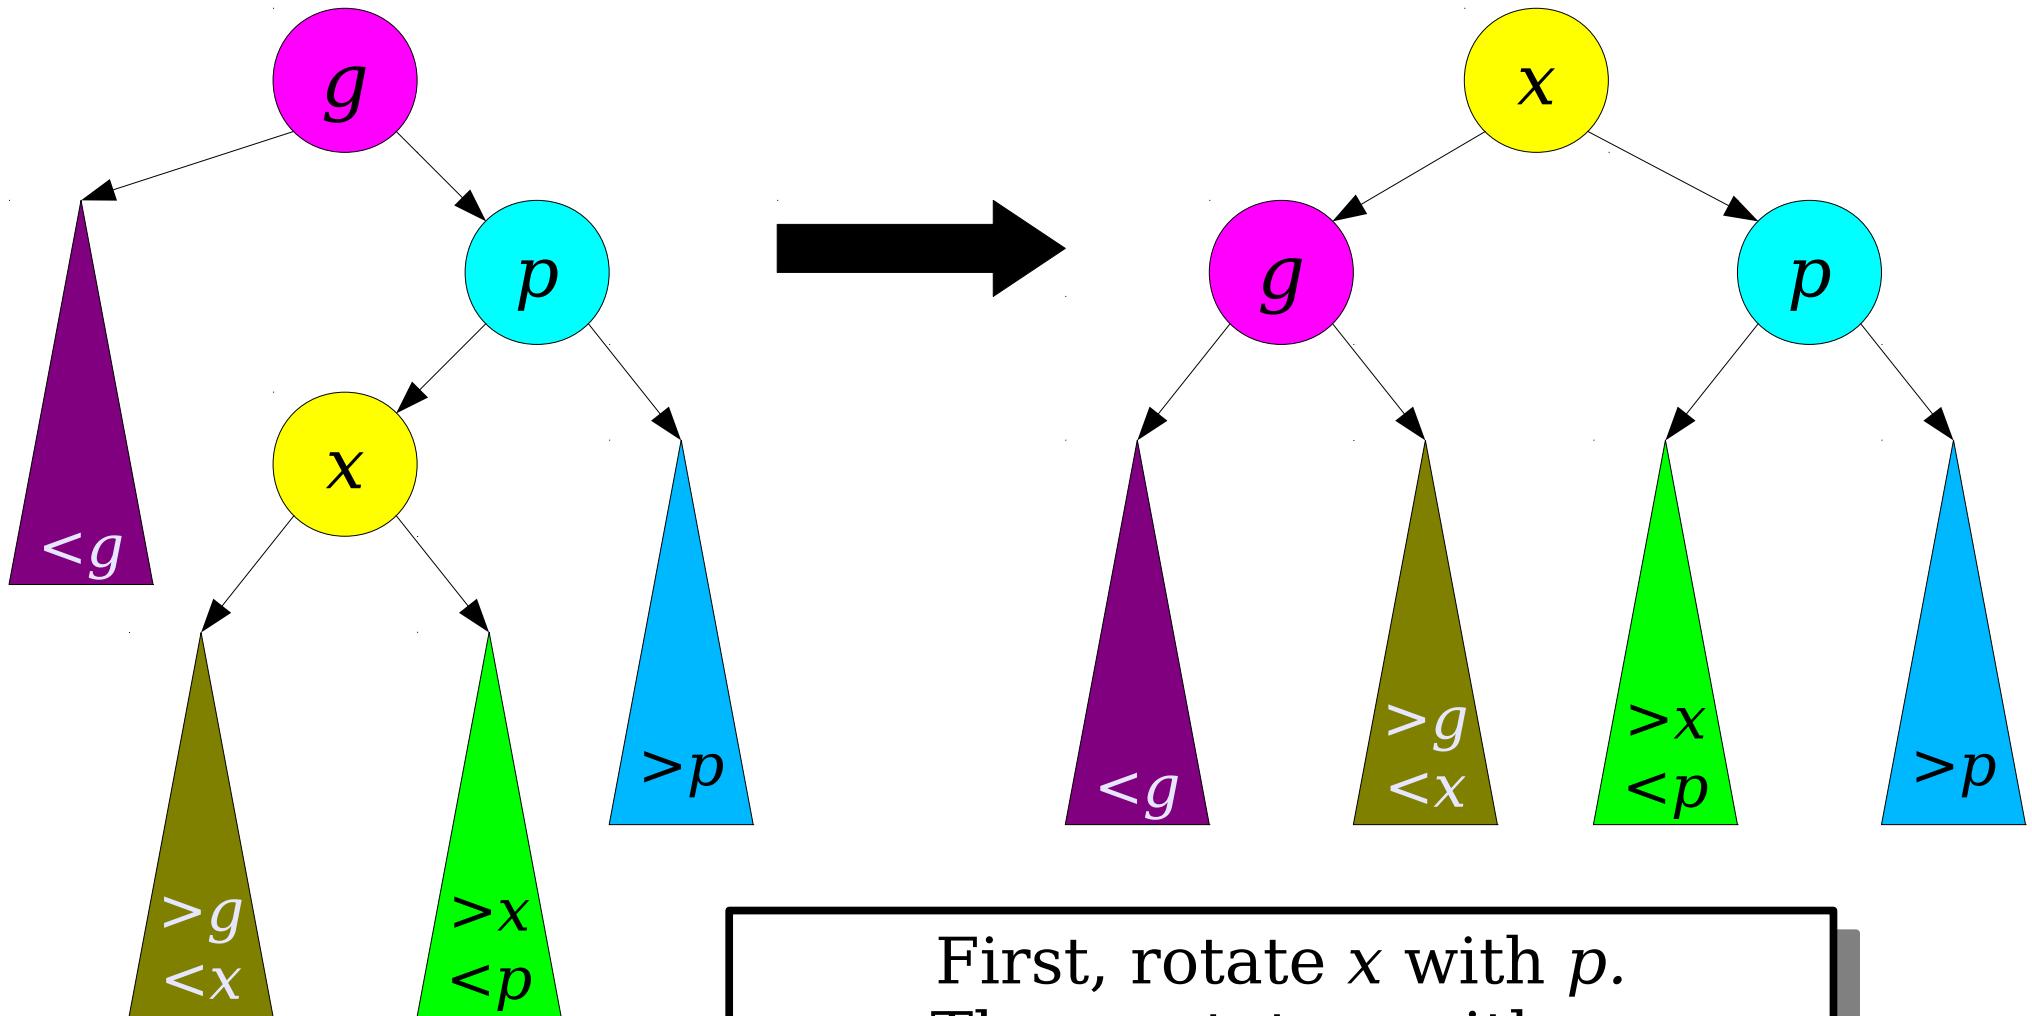 g
p
x
<g
>p
>g
<x
>x
<p
x
g
p
<g
>g
<x
>x
<p
>p
First, rotate x with p.